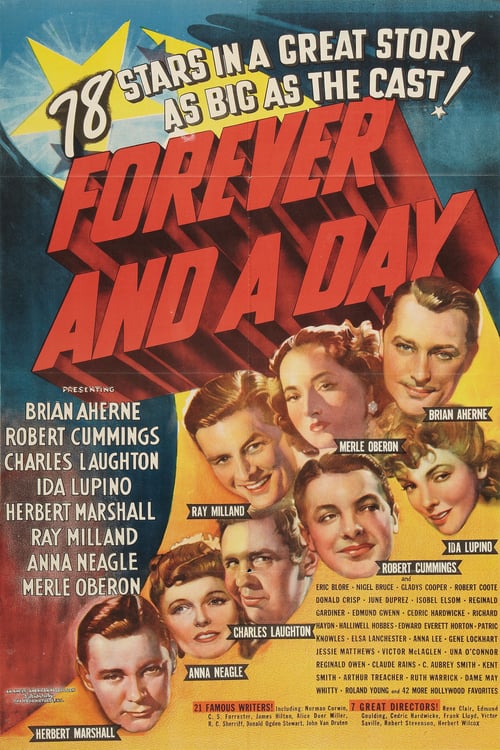 78 STARS IN A GREAT STORY
AS BIG AS THE CAST!
FOREVER
AND A DAY
PRESENTING
BRIAN AHERNE
ROBERT CUMMINGS
CHARLES LAUGHTON
IDA LUPINO
HERBERT MARSHALL
RAY MILLAND
ANNA NEAGLE
MERLE OBERON
BRIAN AHERNE
MERLE OBERON
RAY MILLAND
IDA LUPINO
ROBERT CUMMINGS
CHARLES LAUGHTON
ANNA NEAGLE
HERBERT MARSHALL
and
ERIC BLORE - NIGEL BRUCE - GLADYS COOPER - ROBERT COOTE
DONALD CRISP - JUNE DUPREZ - ISOBEL ELSOM - REGINALD
GARDINER - EDMUND GWENN - CEDRIC HARDWICKE - RICHARD
HAYDN - HALLIWELL HOBBES - EDWARD EVERETT HORTON - PATRIC
KNOWLES - ELSA LANCHESTER - ANNA LEE - GENE LOCKHART
JESSIE MATTHEWS - VICTOR McLAGLEN - UNA O'CONNOR
REGINALD OWEN - CLAUDE RAINS - C. AUBREY SMITH - KENT
SMITH - ARTHUR TREACHER - RUTH WARRICK - DAME MAY
WHITTY - ROLAND YOUNG and 42 MORE HOLLYWOOD FAVORITES
21 FAMOUS WRITERS! Including: Norman Corwin,
C. S. Forrester, James Hilton, Alice Duer Miller,
R. C. Sherriff, Donald Ogden Stewart, John Van Druten
7 GREAT DIRECTORS! Rene Clair, Edmund
Goulding, Cedric Hardwicke, Frank Lloyd, Victor
Saville, Robert Stevenson, Herbert Wilcox